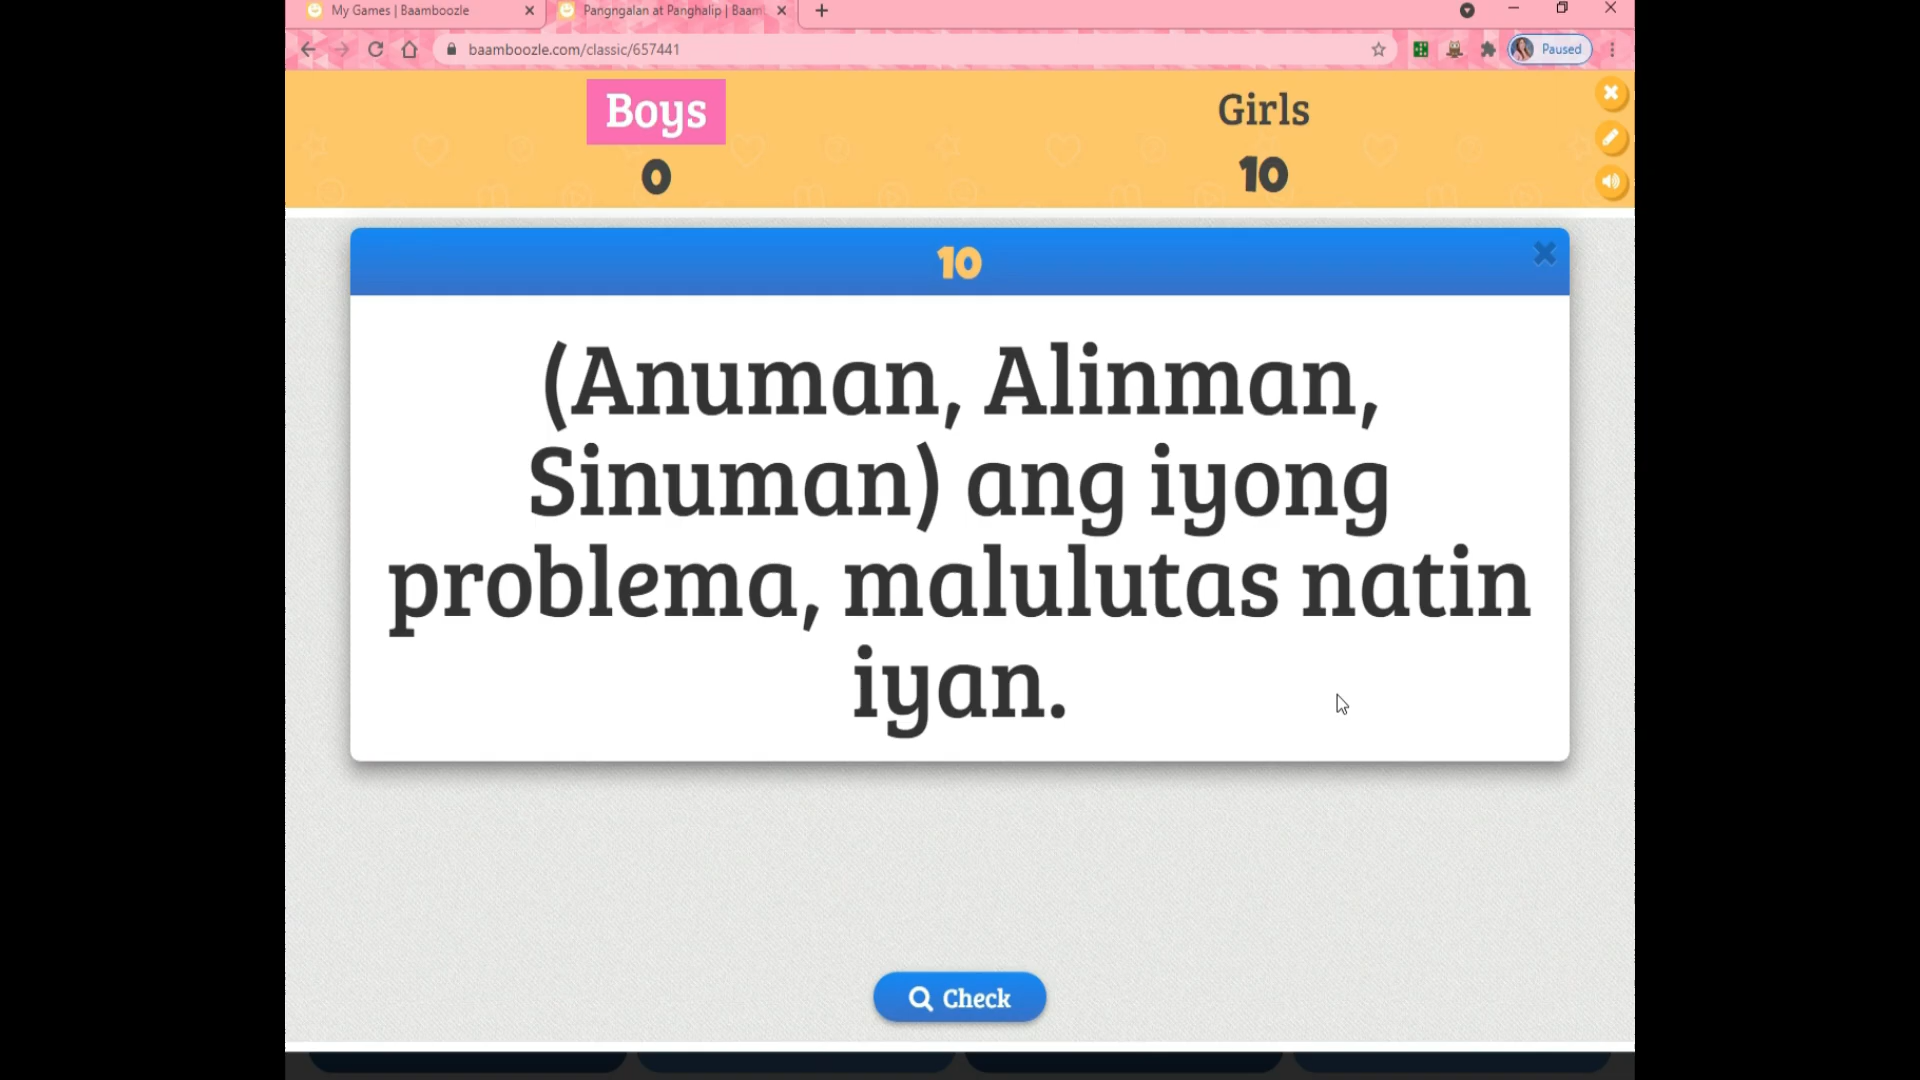 My Games | Baamboozle
Pangngalan at Panghalip | Baam
baamboozle.com/classic/657441
Paused
Boys
Girls
0
10
10
(Anuman, Alinman,
Sinuman) ang iyong
problema, malulutas natin
iyan.
Check